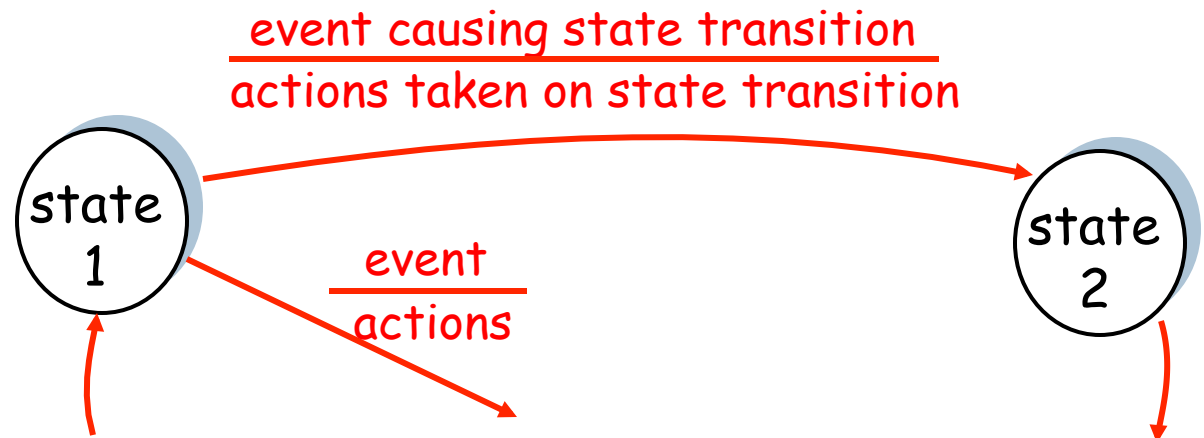 event causing state transition
actions taken on state transition
state
1
event
actions
state
2